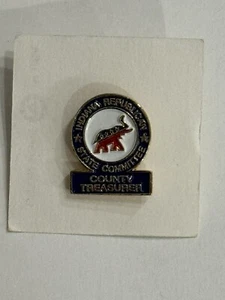 INDIANA REPUBLICAN
STATE COMMITTEE
COUNTY
TREASURER